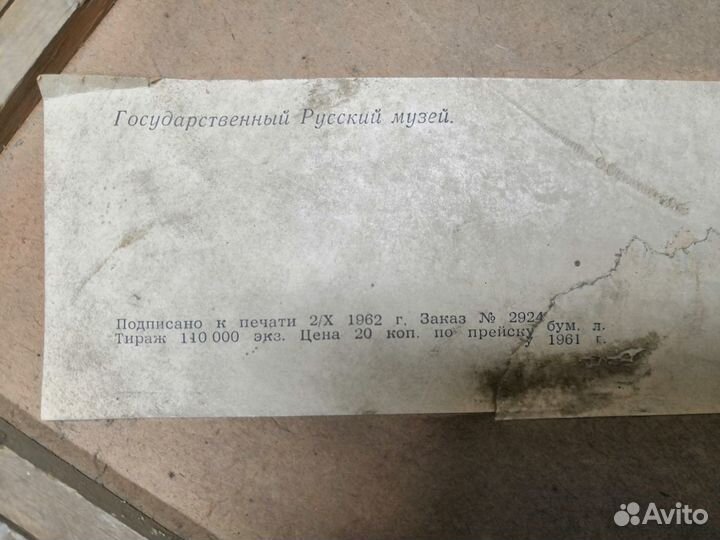 Государственный Русский музей.
Подписано к печати 2/X 1962 г. Заказ № 2924 бум. л.
Тираж 110 000 экз. Цена 20 коп. по прейску 1961 г.
Avito